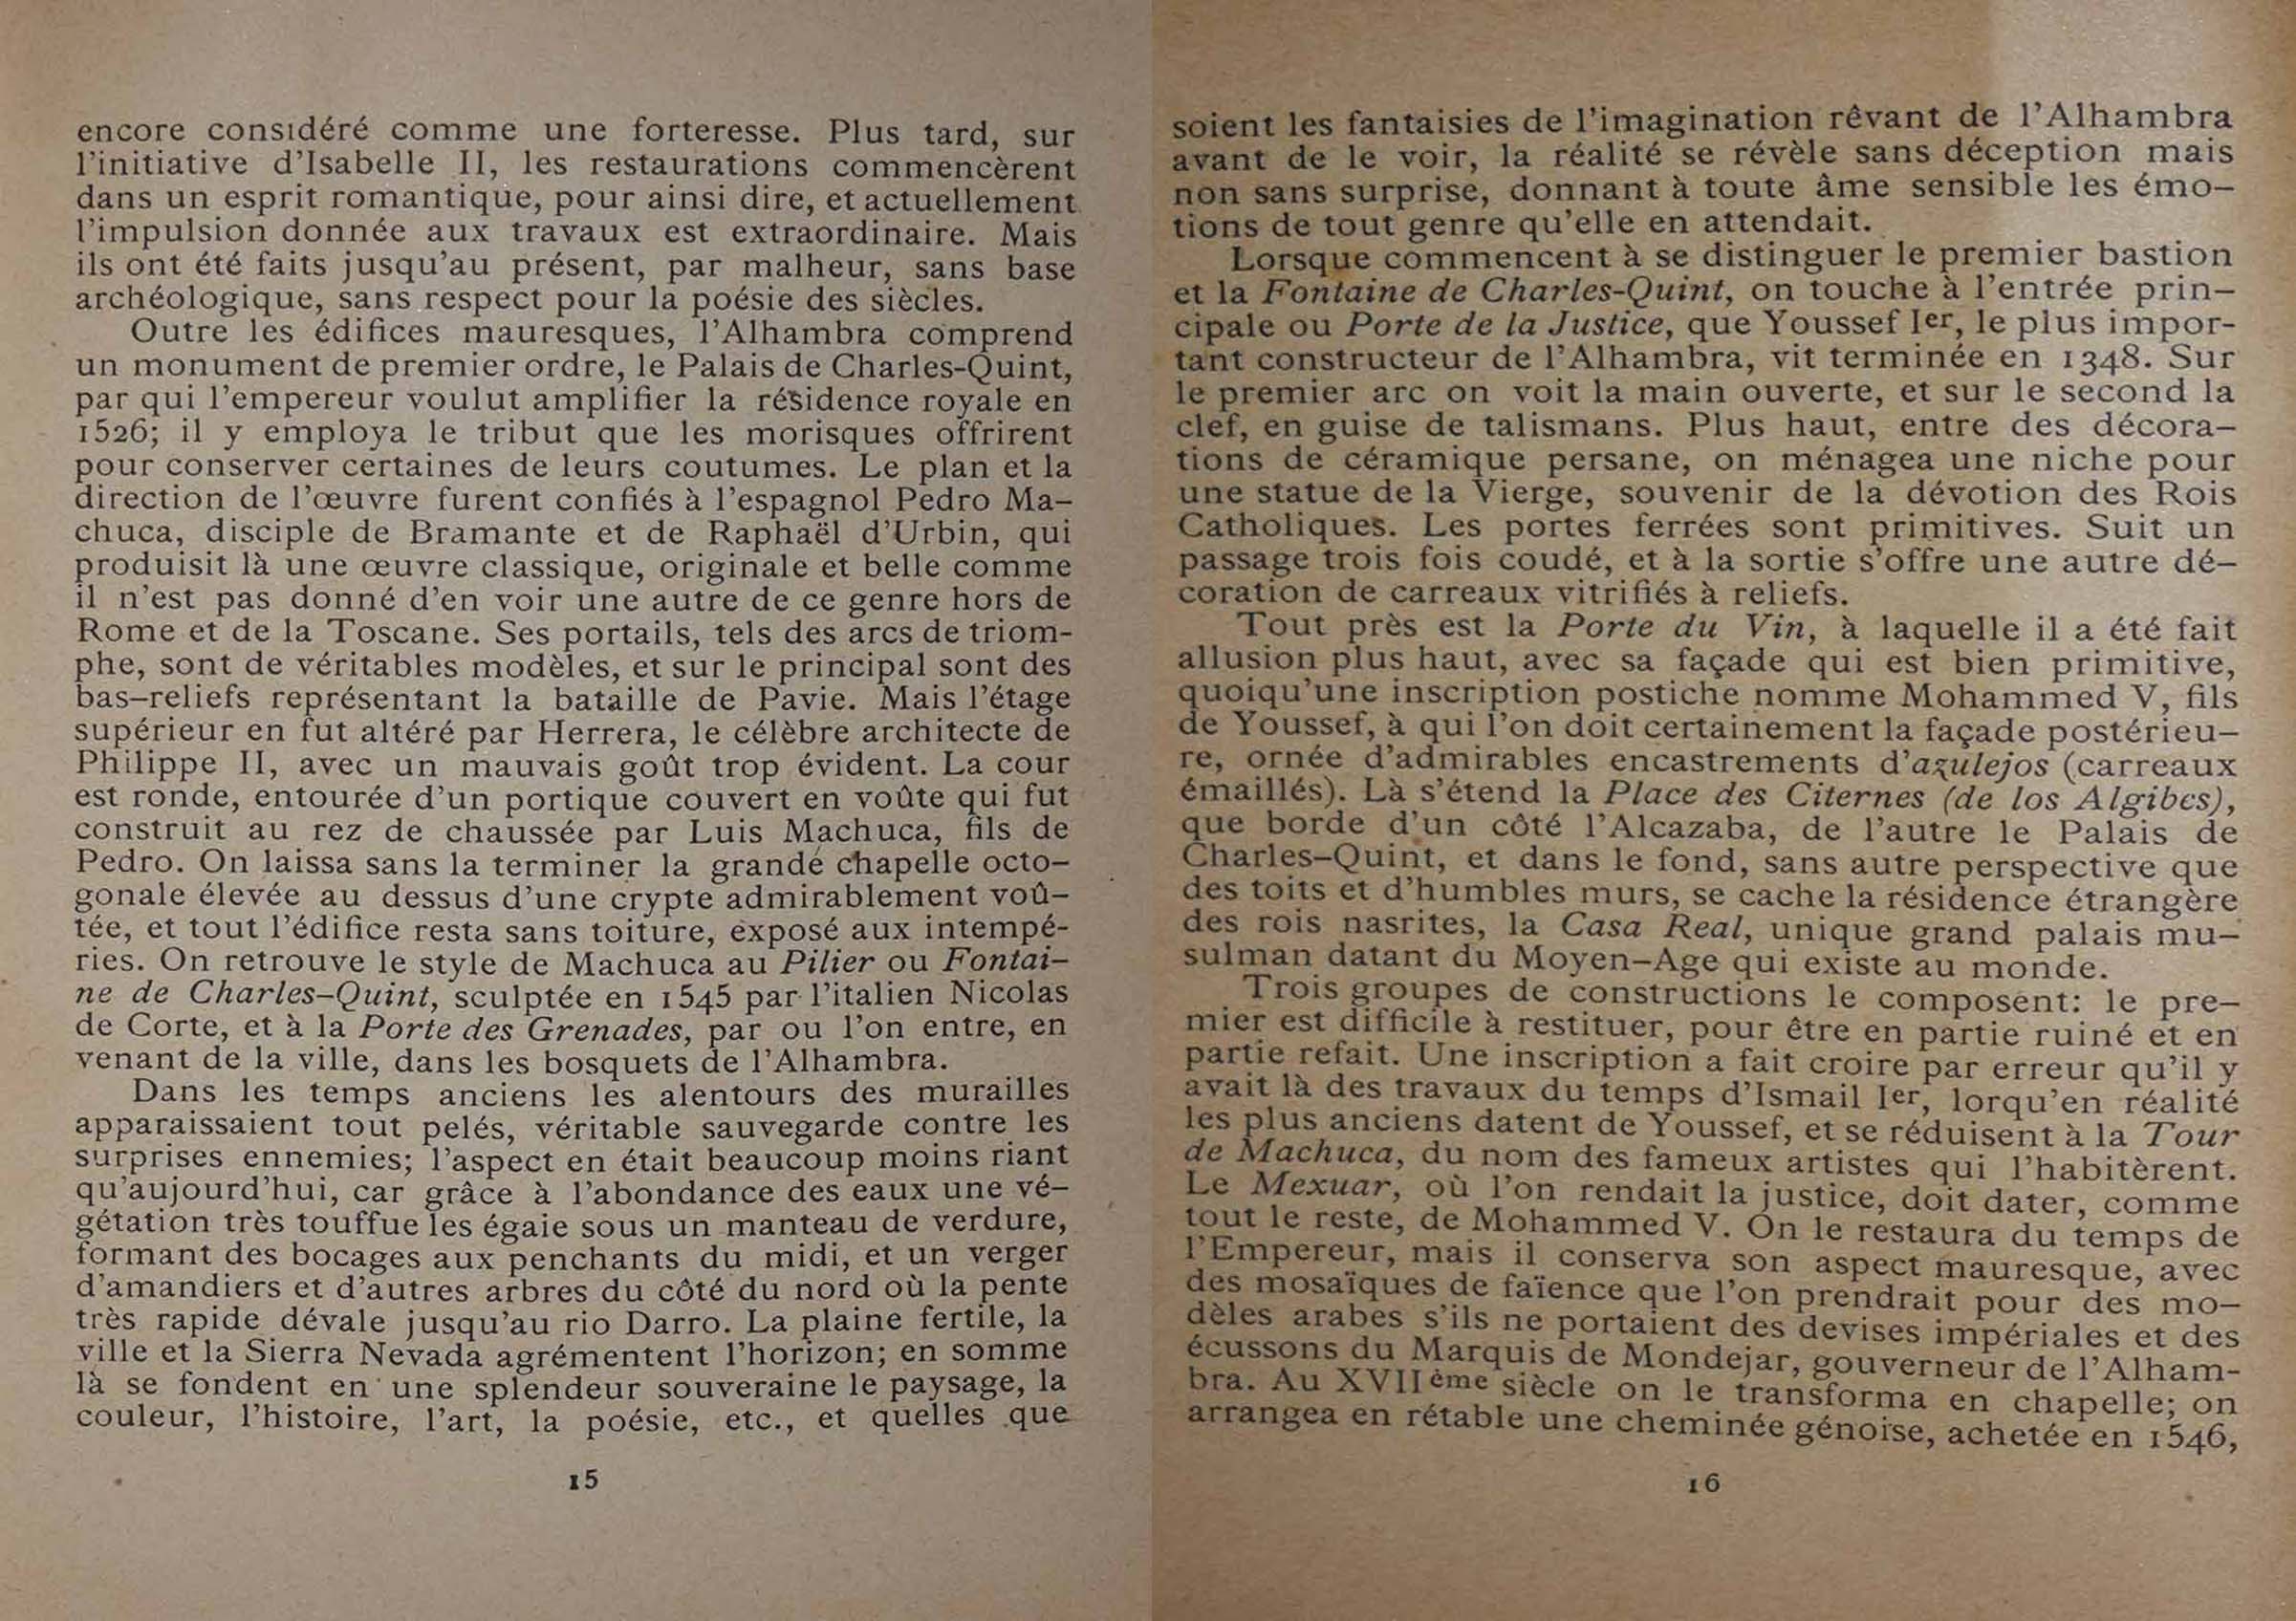 encore considéré comme une forteresse. Plus tard, sur
l'initiative d'Isabelle II, les restaurations commencèrent
dans un esprit romantique, pour ainsi dire, et actuellement
l'impulsion donnée aux travaux est extraordinaire. Mais
ils ont été faits jusqu'au présent, par malheur, sans base
archéologique, sans respect pour la poésie des siècles.
Outre les édifices mauresques, l'Alhambra comprend
un monument de premier ordre, le Palais de Charles-Quint,
par qui l'empereur voulut amplifier la résidence royale en
1526; il y employa le tribut que les morisques offrirent
pour conserver certaines de leurs coutumes. Le plan et la
direction de l'œuvre furent confiés à l'espagnol Pedro Ma-
chuca, disciple de Bramante et de Raphaël d'Urbin, qui
produisit là une œuvre classique, originale et belle comme
il n'est pas donné d'en voir une autre de ce genre hors de
Rome et de la Toscane. Ses portails, tels des arcs de triom-
phe, sont de véritables modèles, et sur le principal sont des
bas-reliefs représentant la bataille de Pavie. Mais l'étage
supérieur en fut altéré par Herrera, le célèbre architecte de
Philippe II, avec un mauvais goût trop évident. La cour
est ronde, entourée d'un portique couvert en voûte qui fut
construit au rez de chaussée par Luis Machuca, fils de
Pedro. On laissa sans la terminer la grande chapelle octo-
gonale élevée au dessus d'une crypte admirablement voû-
tée, et tout l'édifice resta sans toiture, exposé aux intempé-
ries. On retrouve le style de Machuca au Pilier ou Fontai-
ne de Charles-Quint, sculptée en 1545 par l'italien Nicolas
de Corte, et à la Porte des Grenades, par ou l'on entre, en
venant de la ville, dans les bosquets de l'Alhambra.
Dans les temps anciens les alentours des murailles
apparaissaient tout pelés, véritable sauvegarde contre les
surprises ennemies; l'aspect en était beaucoup moins riant
qu'aujourd'hui, car grâce à l'abondance des eaux une vé-
gétation très touffue les égaie sous un manteau de verdure,
formant des bocages aux penchants du midi, et un verger
d'amandiers et d'autres arbres du côté du nord où la pente
très rapide dévale jusqu'au rio Darro. La plaine fertile, la
ville et la Sierra Nevada agrémentent l'horizon; en somme
là se fondent en une splendeur souveraine le paysage, la
couleur, l'histoire, l'art, la poésie, etc., et quelles que
15
soient les fantaisies de l'imagination rêvant de l'Alhambra
avant de le voir, la réalité se révèle sans déception mais
non sans surprise, donnant à toute âme sensible les émo-
tions de tout genre qu'elle en attendait.
Lorsque commencent à se distinguer le premier bastion
et la Fontaine de Charles-Quint, on touche à l'entrée prin-
cipale ou Porte de la Justice, que Youssef Ier, le plus impor-
tant constructeur de l'Alhambra, vit terminée en 1348. Sur
le premier arc on voit la main ouverte, et sur le second la
clef, en guise de talismans. Plus haut, entre des décora-
tions de céramique persane, on ménagea une niche pour
une statue de la Vierge, souvenir de la dévotion des Rois
Catholiques. Les portes ferrées sont primitives. Suit un
passage trois fois coudé, et à la sortie s'offre une autre dé-
coration de carreaux vitrifiés à reliefs.
Tout près est la Porte du Vin, à laquelle il a été fait
allusion plus haut, avec sa façade qui est bien primitive,
quoiqu'une inscription postiche nomme Mohammed V, fils
de Youssef, à qui l'on doit certainement la façade postérieu-
re, ornée d'admirables encastrements d'azulejos (carreaux
émaillés). Là s'étend la Place des Citernes (de los Algibes),
que borde d'un côté l'Alcazaba, de l'autre le Palais de
Charles-Quint, et dans le fond, sans autre perspective que
des toits et d'humbles murs, se cache la résidence étrangère
des rois nasrites, la Casa Real, unique grand palais mu-
sulman datant du Moyen-Age qui existe au monde.
Trois groupes de constructions le composent: le pre-
mier est difficile à restituer, pour être en partie ruiné et en
partie refait. Une inscription a fait croire par erreur qu'il y
avait là des travaux du temps d'Ismail Ier, lorqu'en réalité
les plus anciens datent de Youssef, et se réduisent à la Tour
de Machuca, du nom des fameux artistes qui l'habitèrent.
Le Mexuar, où l'on rendait la justice, doit dater, comme
tout le reste, de Mohammed V. On le restaura du temps de
l'Empereur, mais il conserva son aspect mauresque, avec
des mosaïques de faïence que l'on prendrait pour des mo-
dèles arabes s'ils ne portaient des devises impériales et des
écussons du Marquis de Mondejar, gouverneur de l'Alham-
bra. Au XVIIème siècle on le transforma en chapelle; on
arrangea en rétable une cheminée génoise, achetée en 1546,
16